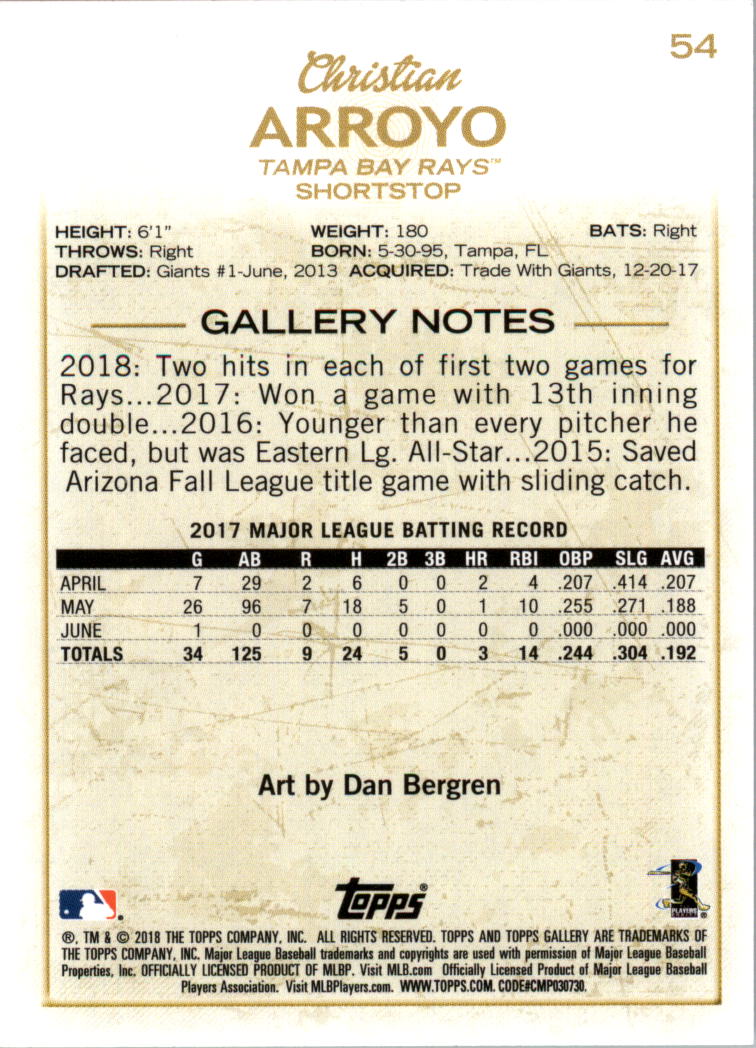 54
Christian
ARROYO
TAMPA BAY RAYS™
SHORTSTOP
HEIGHT: 6'1" WEIGHT: 180 BATS: Right
THROWS: Right BORN: 5-30-95, Tampa, FL
DRAFTED: Giants #1-June, 2013 ACQUIRED: Trade With Giants, 12-20-17
GALLERY NOTES
2018: Two hits in each of first two games for
Rays...2017: Won a game with 13th inning
double...2016: Younger than every pitcher he
faced, but was Eastern Lg. All-Star...2015: Saved
Arizona Fall League title game with sliding catch.
2017 MAJOR LEAGUE BATTING RECORD
G AB R H 2B 3B HR RBI OBP SLG AVG
APRIL 7 29 2 6 0 0 2 4 .207 .414 .207
MAY 26 96 7 18 5 0 1 10 .255 .271 .188
JUNE 1 0 0 0 0 0 0 0 .000 .000 .000
TOTALS 34 125 9 24 5 0 3 14 .244 .304 .192
Art by Dan Bergren
topps®
PLAYERS
®, TM & © 2018 THE TOPPS COMPANY, INC. ALL RIGHTS RESERVED. TOPPS AND TOPPS GALLERY ARE TRADEMARKS OF
THE TOPPS COMPANY, INC. Major League Baseball trademarks and copyrights are used with permission of Major League Baseball
Properties, Inc. OFFICIALLY LICENSED PRODUCT OF MLBP. Visit MLB.com Officially Licensed Product of Major League Baseball
Players Association. Visit MLBPlayers.com. WWW.TOPPS.COM. CODE#CMP030730.